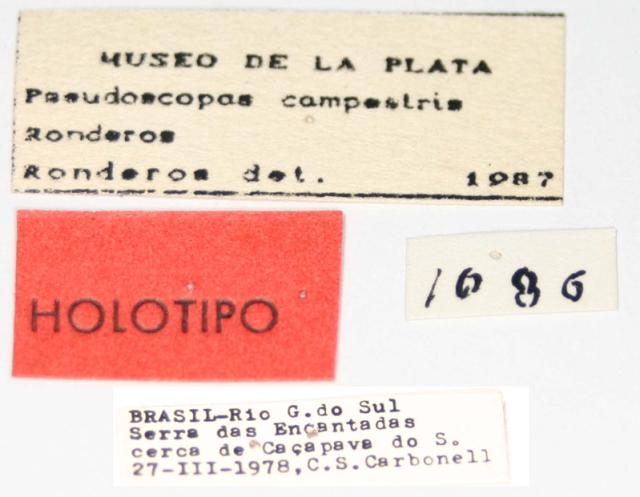 MUSEO DE LA PLATA
Pseudoscopas campestris
Ronderos
Ronderos det. 1987
HOLOTIPO
1086
BRASIL-Rio G.do Sul
Serra das Encantadas
cerca de Caçapava do S.
27-III-1978,C.S.Carbonell